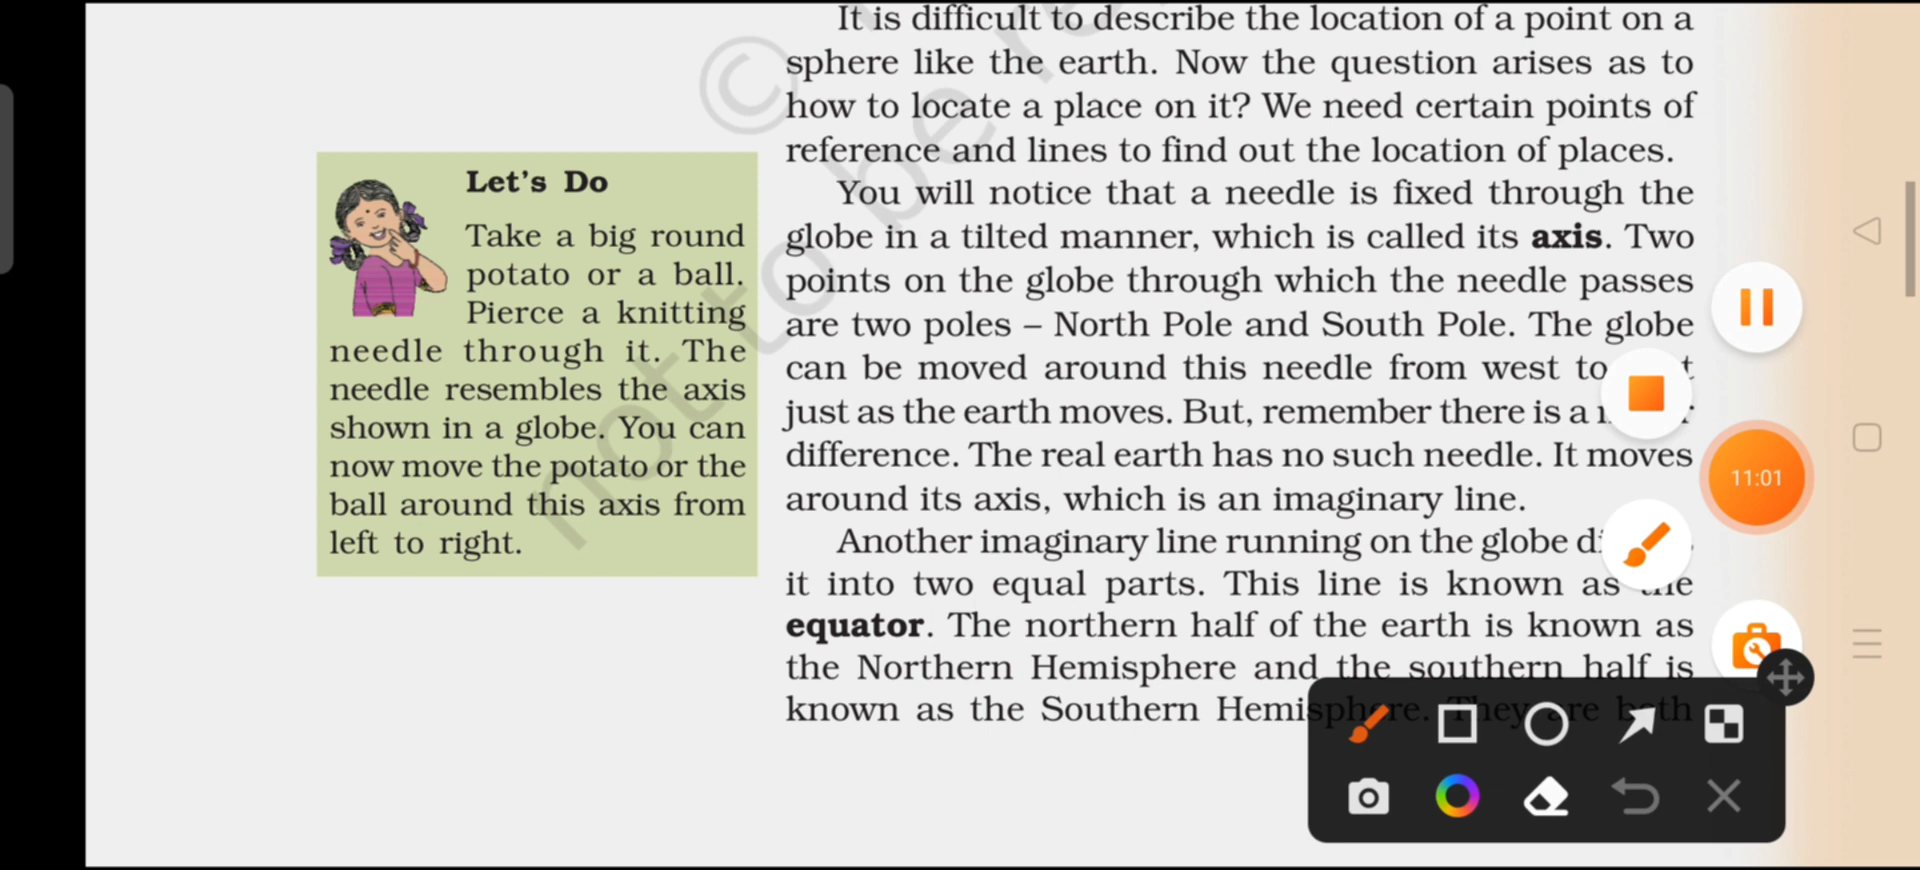 It is difficult to describe the location of a point on a
sphere like the earth. Now the question arises as to
how to locate a place on it? We need certain points of
reference and lines to find out the location of places.
You will notice that a needle is fixed through the
globe in a tilted manner, which is called its axis. Two
points on the globe through which the needle passes
are two poles – North Pole and South Pole. The globe
can be moved around this needle from west to
just as the earth moves. But, remember there is a
difference. The real earth has no such needle. It moves
around its axis, which is an imaginary line.
Another imaginary line running on the globe
it into two equal parts. This line is known as the
equator. The northern half of the earth is known as
the Northern Hemisphere and the southern half is
known as the Southern Hemisphere. They are both
Let's Do
Take a big round
potato or a ball.
Pierce a knitting
needle through it. The
needle resembles the axis
shown in a globe. You can
now move the potato or the
ball around this axis from
left to right.
© not to be
11:01